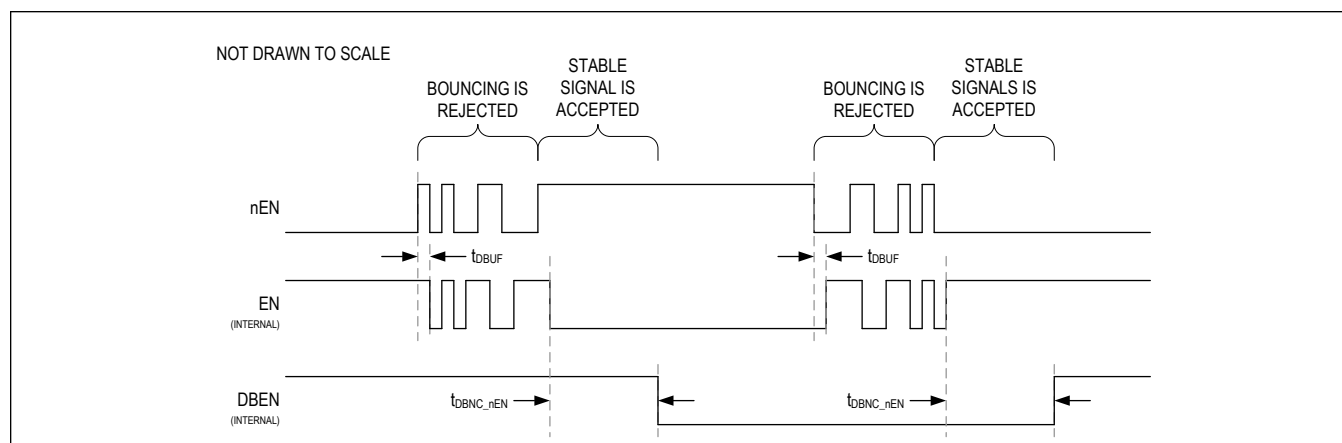 NOT DRAWN TO SCALE
BOUNCING IS
REJECTED
STABLE
SIGNAL IS
ACCEPTED
BOUNCING IS
REJECTED
STABLE
SIGNALS IS
ACCEPTED
nEN
tDBUF
tDBUF
EN
(INTERNAL)
DBEN
(INTERNAL)
tDBNC_nEN
tDBNC_nEN